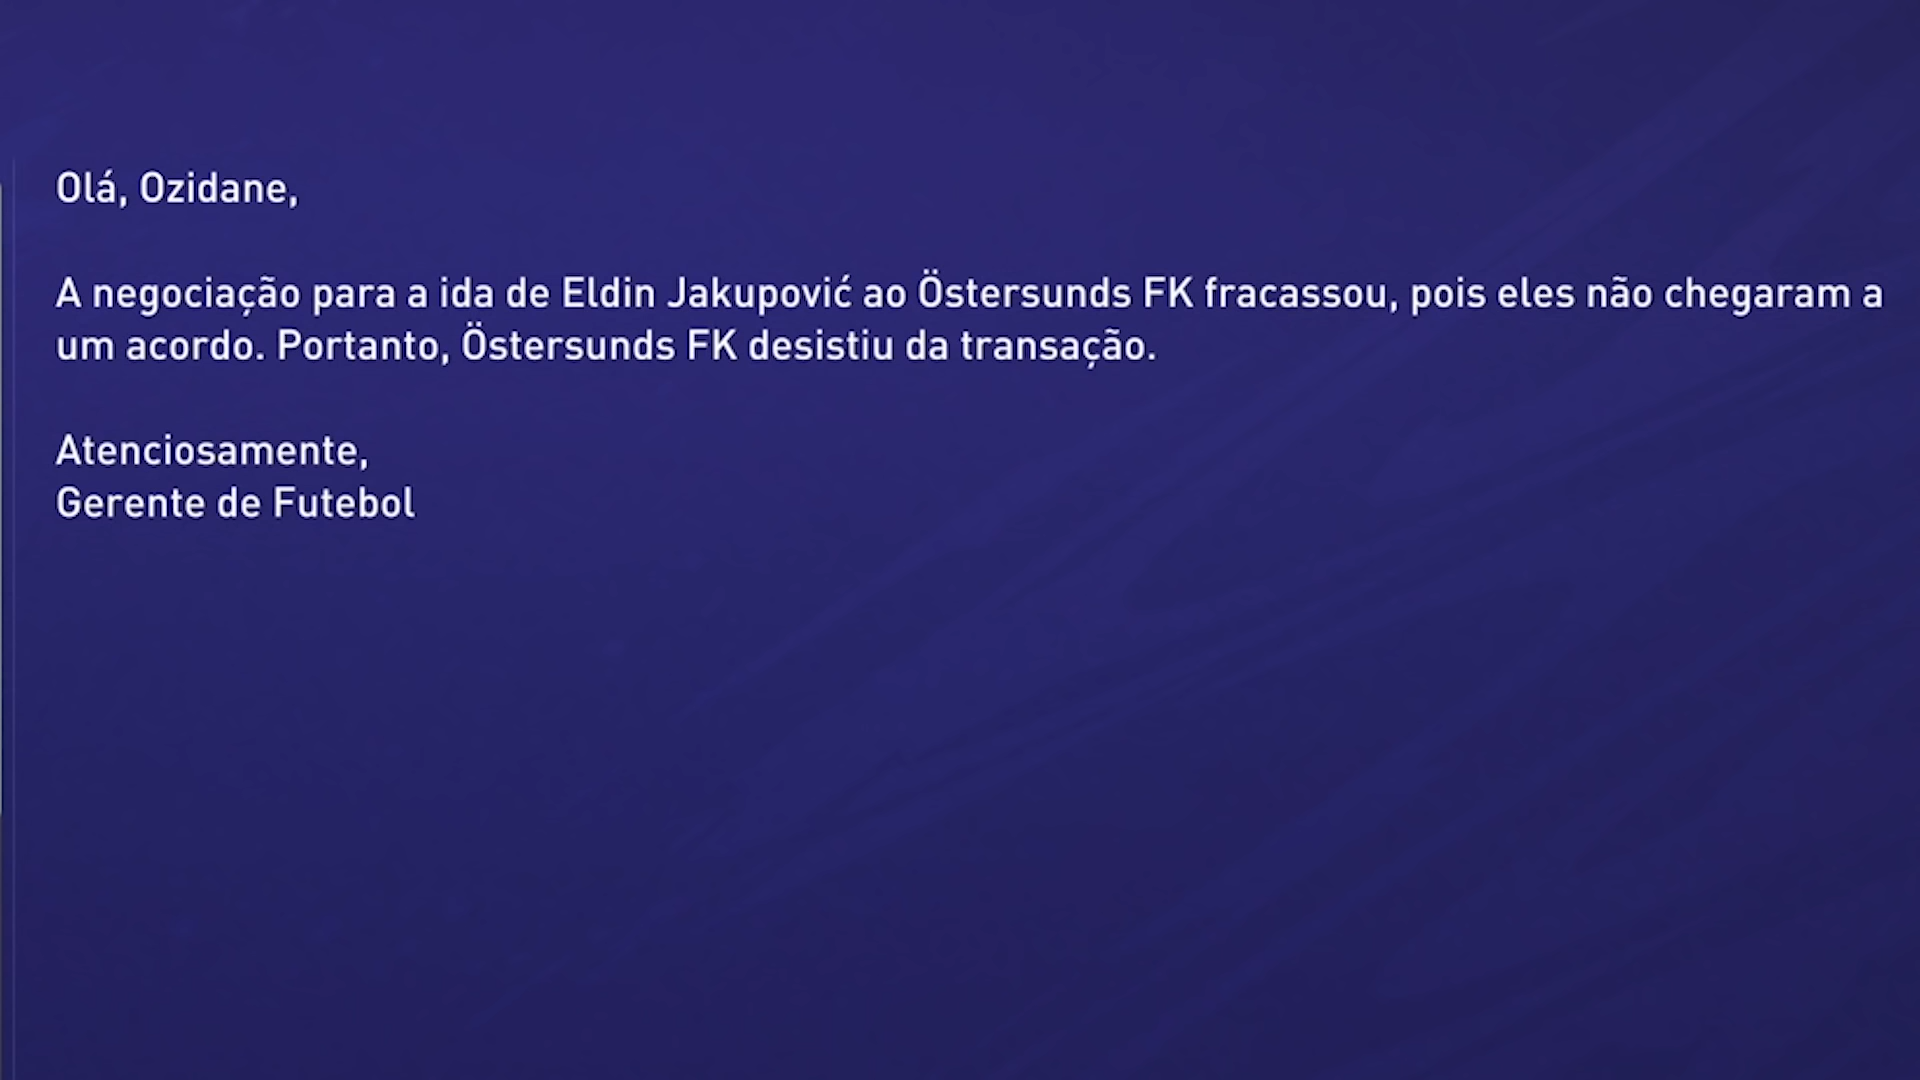 Olá, Ozidane,
A negociação para a ida de Eldin Jakupović ao Östersunds FK fracassou, pois eles não chegaram a
um acordo. Portanto, Östersunds FK desistiu da transação.
Atenciosamente,
Gerente de Futebol